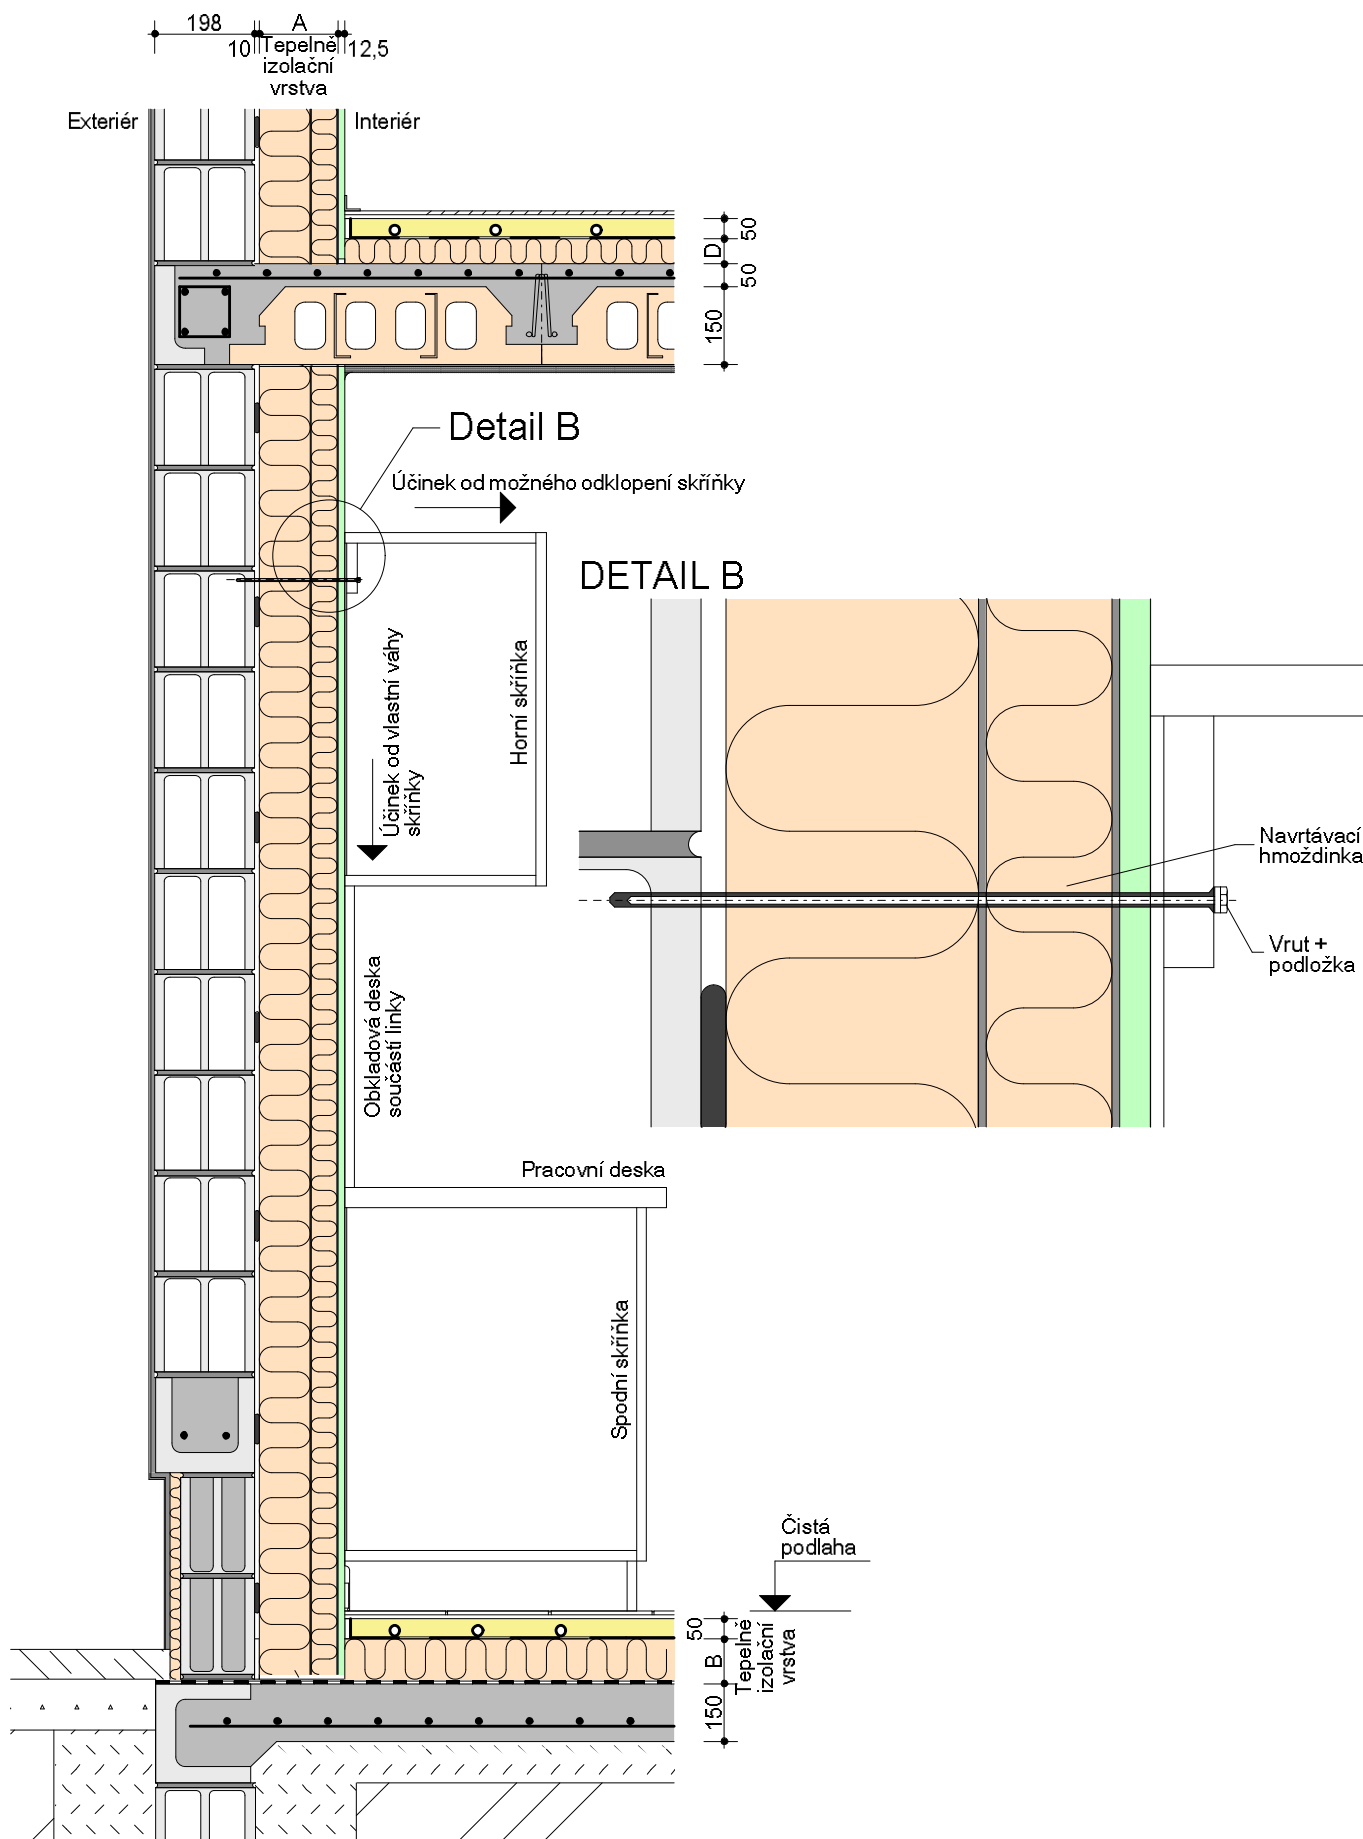 198
A
10
Tepelně
12,5
izolační
vrstva
Exteriér
Interiér
50
D
50
150
Detail B
Účinek od možného odklopení skříňky
DETAIL B
Účinek od vlastní váhy
skříňky
Horní skříňka
Navrtávací
hmoždinka
Vrut +
podložka
Obkladová deska
součástí linky
Pracovní deska
Spodní skříňka
Čistá
podlaha
50
B
Tepelně
izolační
vrstva
150